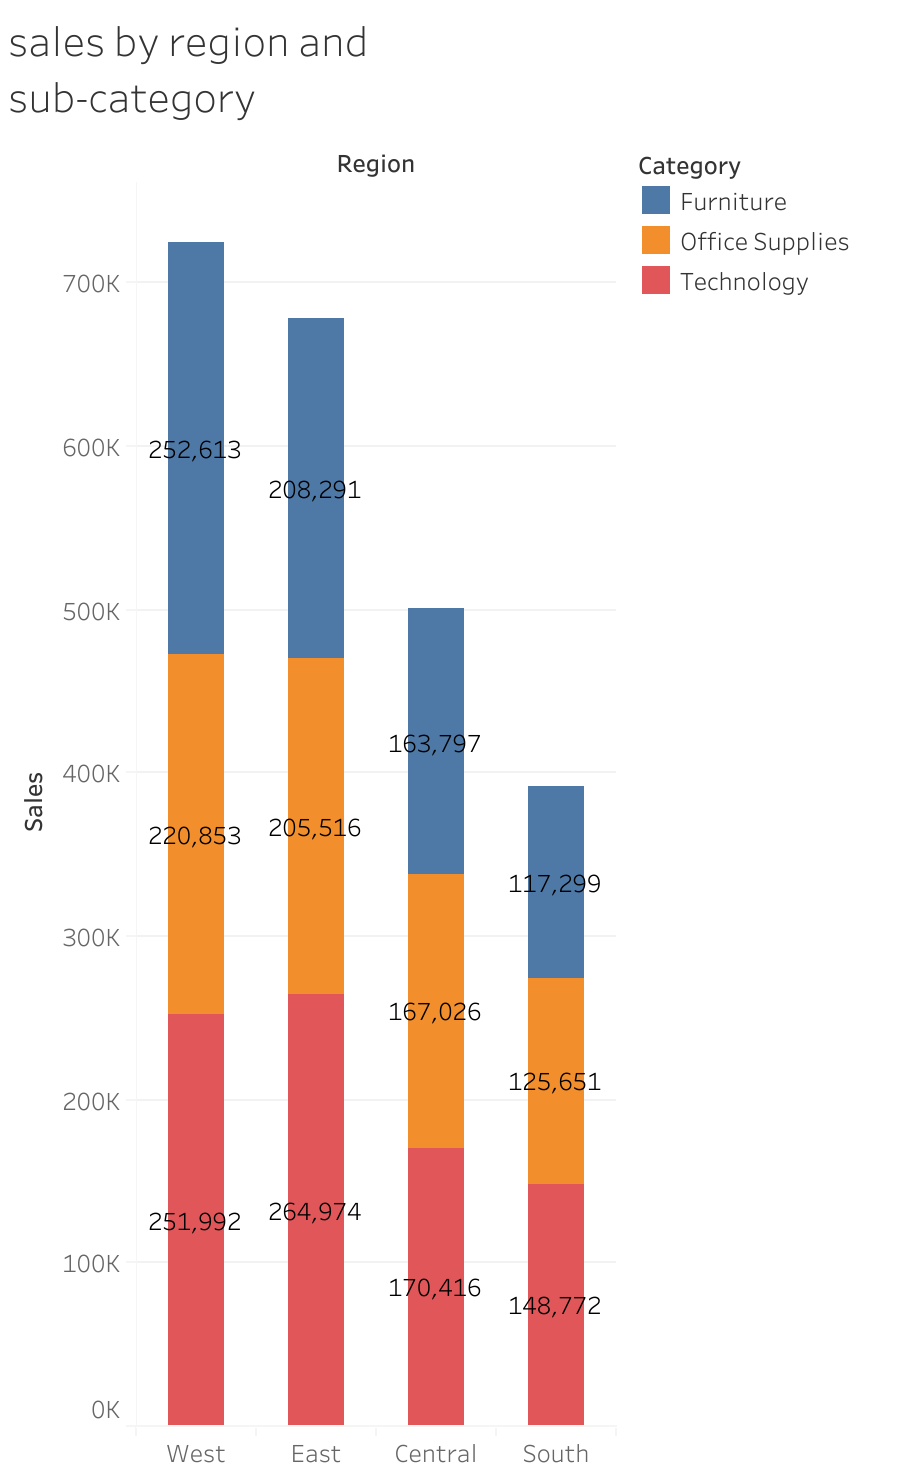 sales by region and
sub-category
Region
Category
Furniture
Office Supplies
Technology
Sales
700K
600K
500K
400K
300K
200K
100K
0K
252,613
220,853
251,992
208,291
205,516
264,974
163,797
167,026
170,416
117,299
125,651
148,772
West East Central South